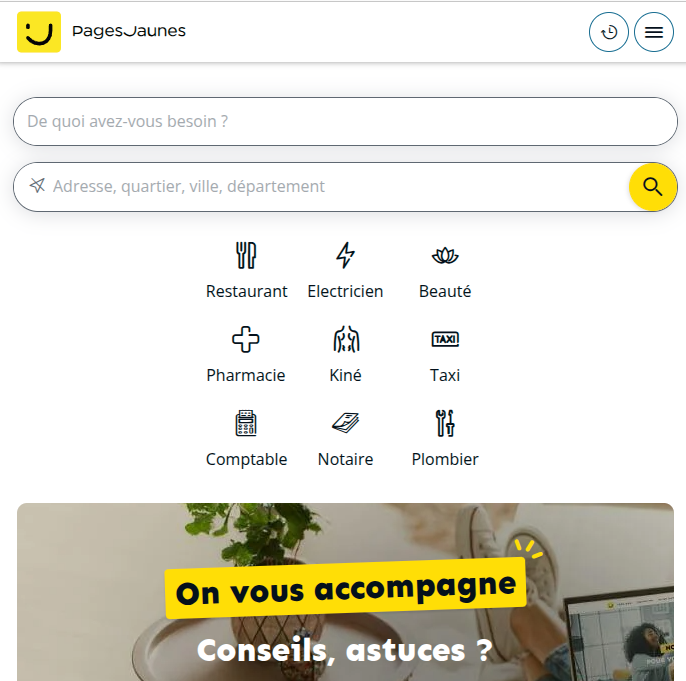 PagesJaunes
De quoi avez-vous besoin ?
Adresse, quartier, ville, département
Restaurant
Electricien
Beauté
TAXI
Pharmacie
Kiné
Taxi
Comptable
Notaire
Plombier
On vous accompagne
Conseils, astuces ?